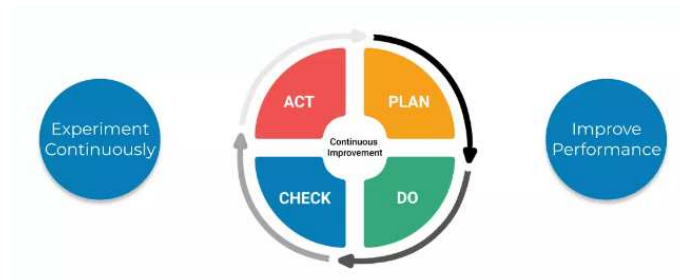 ACT
PLAN
Experiment
Continuously
Continuous
Improvement
Improve
Performance
CHECK
DO